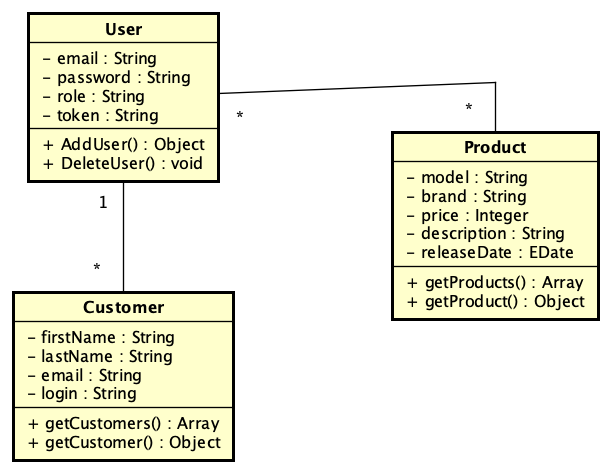 User
- email : String
- password : String
- role : String
- token : String
+ AddUser() : Object
+ DeleteUser() : void
*
*
Product
- model : String
- brand : String
- price : Integer
- description : String
- releaseDate : EDate
+ getProducts() : Array
+ getProduct() : Object
1
*
Customer
- firstName : String
- lastName : String
- email : String
- login : String
+ getCustomers() : Array
+ getCustomer() : Object